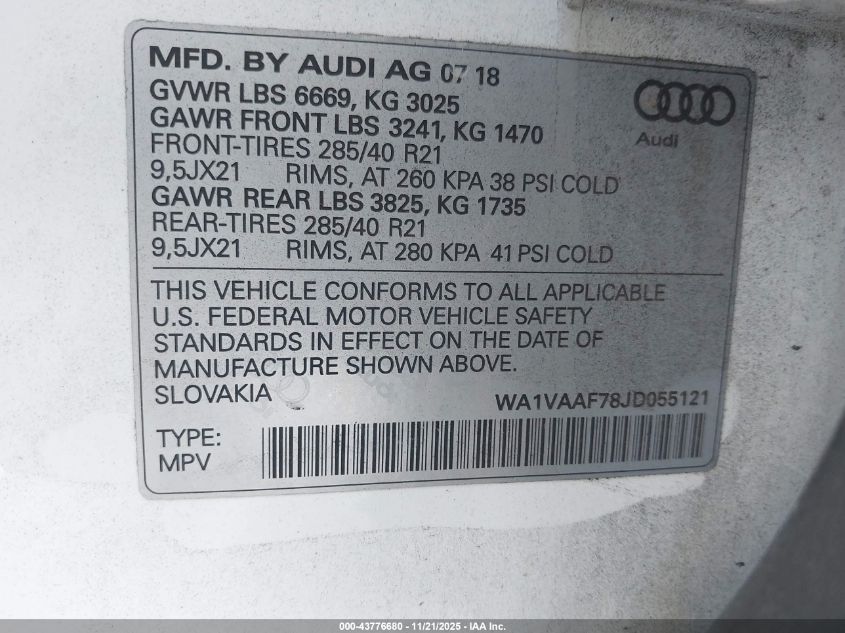 MFD. BY AUDI AG 07 18
GVWR LBS 6669, KG 3025
GAWR FRONT LBS 3241, KG 1470
FRONT-TIRES 285/40 R21
9,5JX21 RIMS, AT 260 KPA 38 PSI COLD
GAWR REAR LBS 3825, KG 1735
REAR-TIRES 285/40 R21
9,5JX21 RIMS, AT 280 KPA 41 PSI COLD
Audi
THIS VEHICLE CONFORMS TO ALL APPLICABLE
U.S. FEDERAL MOTOR VEHICLE SAFETY
STANDARDS IN EFFECT ON THE DATE OF
MANUFACTURE SHOWN ABOVE.
SLOVAKIA
WA1VAAF78JD055121
TYPE:
MPV
000-43776680 - 11/21/2025 - IAA Inc.